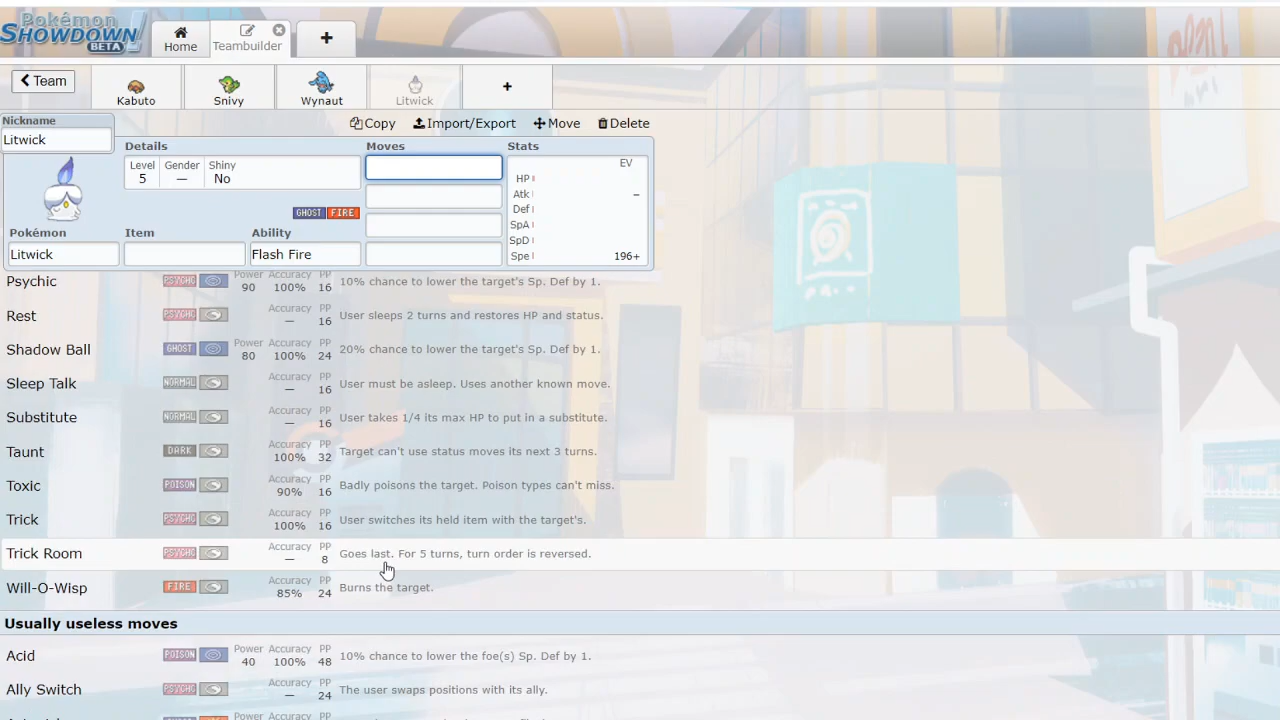 Pokémon
SHOWDOWN
BETA
Home
Teambuilder
+
Team
Kabuto
Snivy
Wynaut
Litwick
+
Nickname
Litwick
Copy
Import/Export
Move
Delete
Details
Moves
Stats
Level Gender Shiny
5 — No
EV
HP
Atk –
Def
SpA
SpD
Spe 196+
GHOST FIRE
Pokémon Item Ability
Litwick Flash Fire
Psychic PSYCHC Power 90 Accuracy 100% PP 16 10% chance to lower the target's Sp. Def by 1.
Rest PSYCHC Accuracy — PP 16 User sleeps 2 turns and restores HP and status.
Shadow Ball GHOST Power 80 Accuracy 100% PP 24 20% chance to lower the target's Sp. Def by 1.
Sleep Talk NORMAL Accuracy — PP 16 User must be asleep. Uses another known move.
Substitute NORMAL Accuracy — PP 16 User takes 1/4 its max HP to put in a substitute.
Taunt DARK Accuracy 100% PP 32 Target can't use status moves its next 3 turns.
Toxic POISON Accuracy 90% PP 16 Badly poisons the target. Poison types can't miss.
Trick PSYCHC Accuracy 100% PP 16 User switches its held item with the target's.
Trick Room PSYCHC Accuracy — PP 8 Goes last. For 5 turns, turn order is reversed.
Will-O-Wisp FIRE Accuracy 85% PP 24 Burns the target.
Usually useless moves
Acid POISON Power 40 Accuracy 100% PP 48 10% chance to lower the foe(s) Sp. Def by 1.
Ally Switch PSYCHC Accuracy — PP 24 The user swaps positions with its ally.